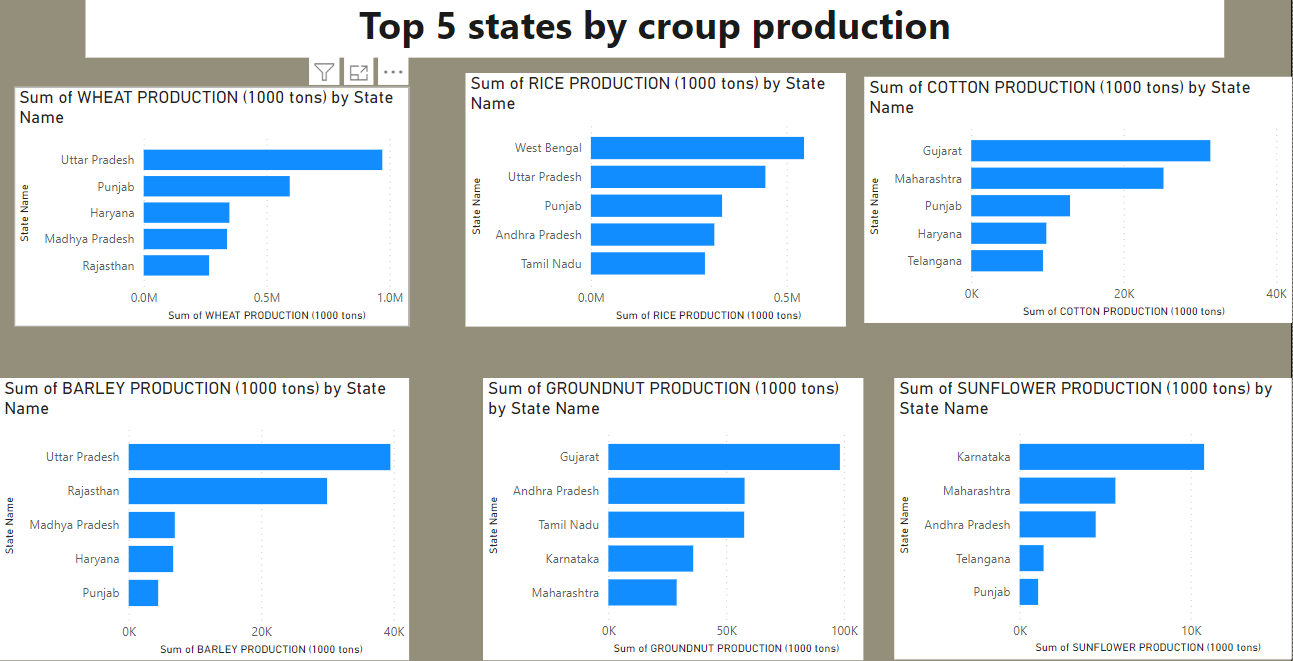 Top 5 states by croup production
Sum of WHEAT PRODUCTION (1000 tons) by State
Name
State Name
Uttar Pradesh
Punjab
Haryana
Madhya Pradesh
Rajasthan
0.0M 0.5M 1.0M
Sum of WHEAT PRODUCTION (1000 tons)
Sum of RICE PRODUCTION (1000 tons) by State
Name
State Name
West Bengal
Uttar Pradesh
Punjab
Andhra Pradesh
Tamil Nadu
0.0M 0.5M
Sum of RICE PRODUCTION (1000 tons)
Sum of COTTON PRODUCTION (1000 tons) by State
Name
State Name
Gujarat
Maharashtra
Punjab
Haryana
Telangana
0K 20K 40K
Sum of COTTON PRODUCTION (1000 tons)
Sum of BARLEY PRODUCTION (1000 tons) by State
Name
State Name
Uttar Pradesh
Rajasthan
Madhya Pradesh
Haryana
Punjab
0K 20K 40K
Sum of BARLEY PRODUCTION (1000 tons)
Sum of GROUNDNUT PRODUCTION (1000 tons)
by State Name
State Name
Gujarat
Andhra Pradesh
Tamil Nadu
Karnataka
Maharashtra
0K 50K 100K
Sum of GROUNDNUT PRODUCTION (1000 tons)
Sum of SUNFLOWER PRODUCTION (1000 tons) by
State Name
State Name
Karnataka
Maharashtra
Andhra Pradesh
Telangana
Punjab
0K 10K
Sum of SUNFLOWER PRODUCTION (1000 tons)